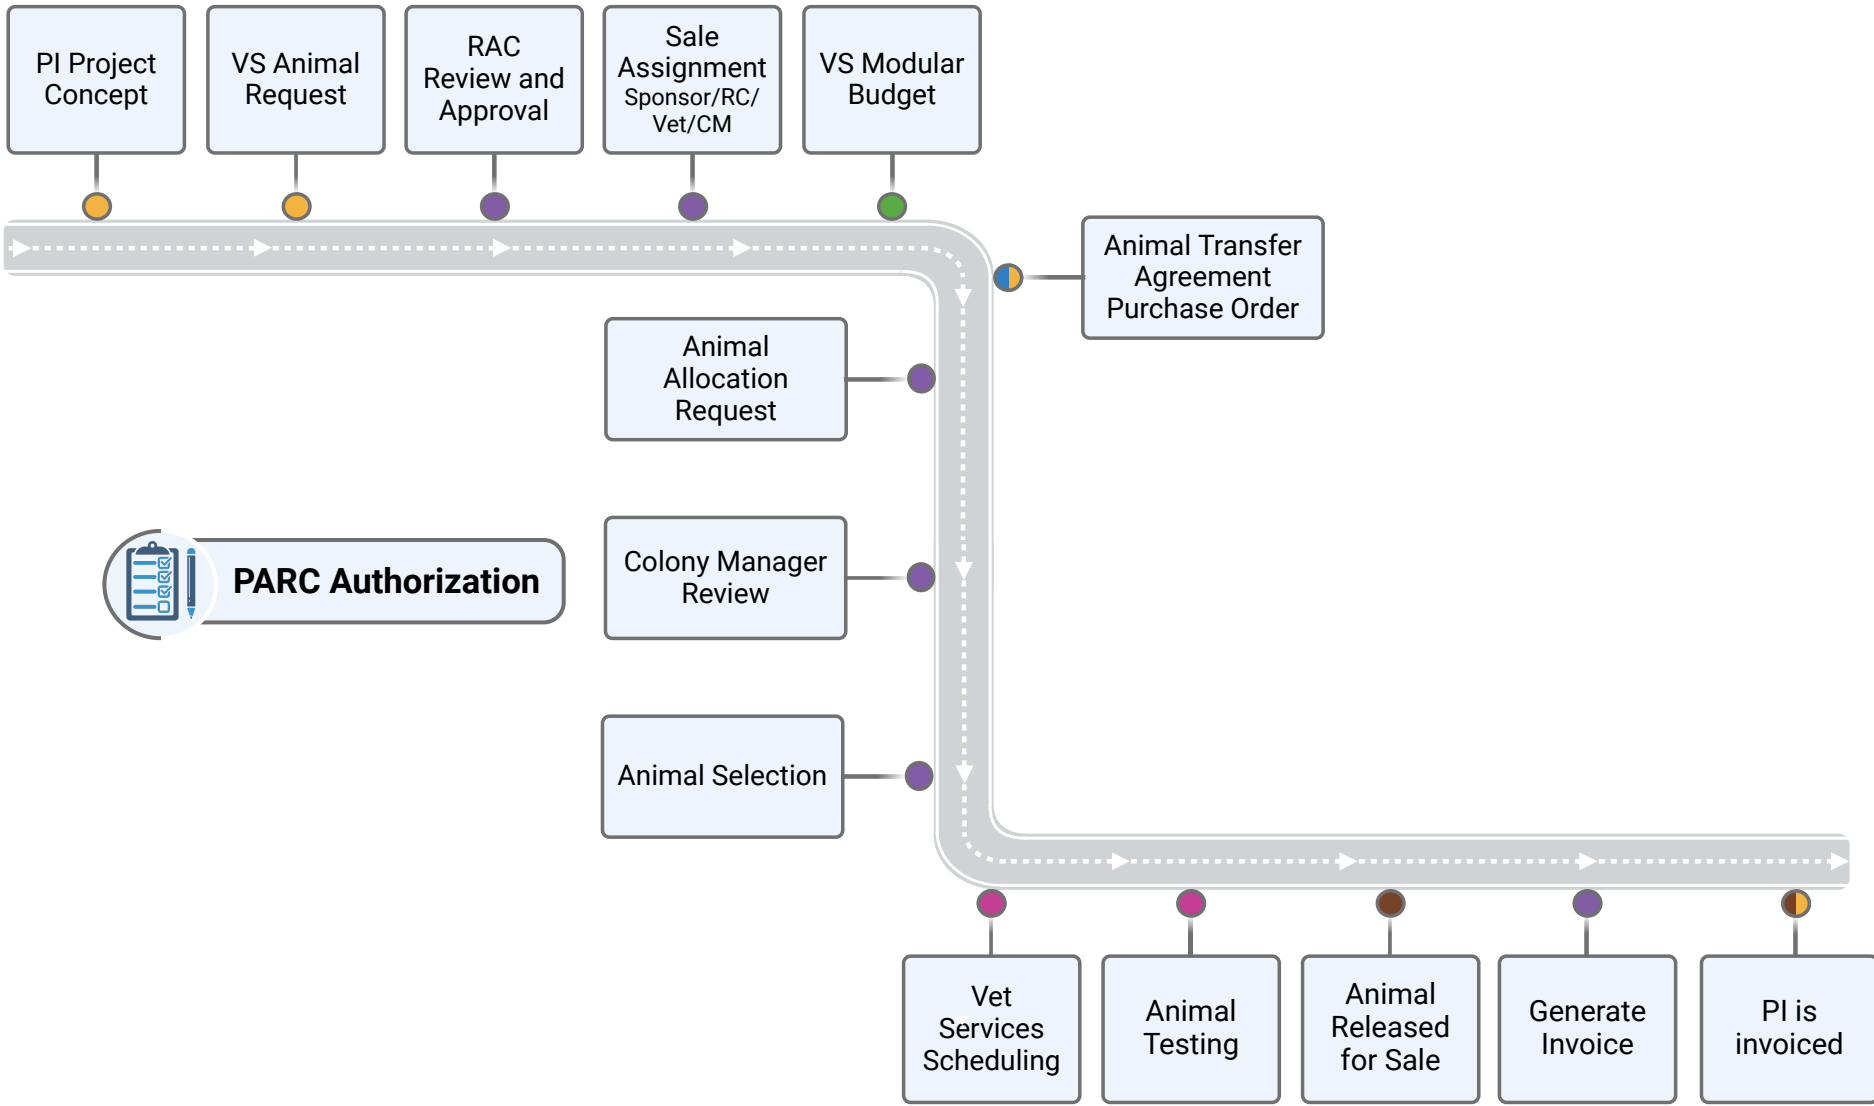 PI Project
Concept
VS Animal
Request
RAC
Review and
Approval
Sale
Assignment
Sponsor/RC/
Vet/CM
VS Modular
Budget
Animal Transfer
Agreement
Purchase Order
Animal
Allocation
Request
Colony Manager
Review
PARC Authorization
Animal Selection
Vet
Services
Scheduling
Animal
Testing
Animal
Released
for Sale
Generate
Invoice
PI is
invoiced